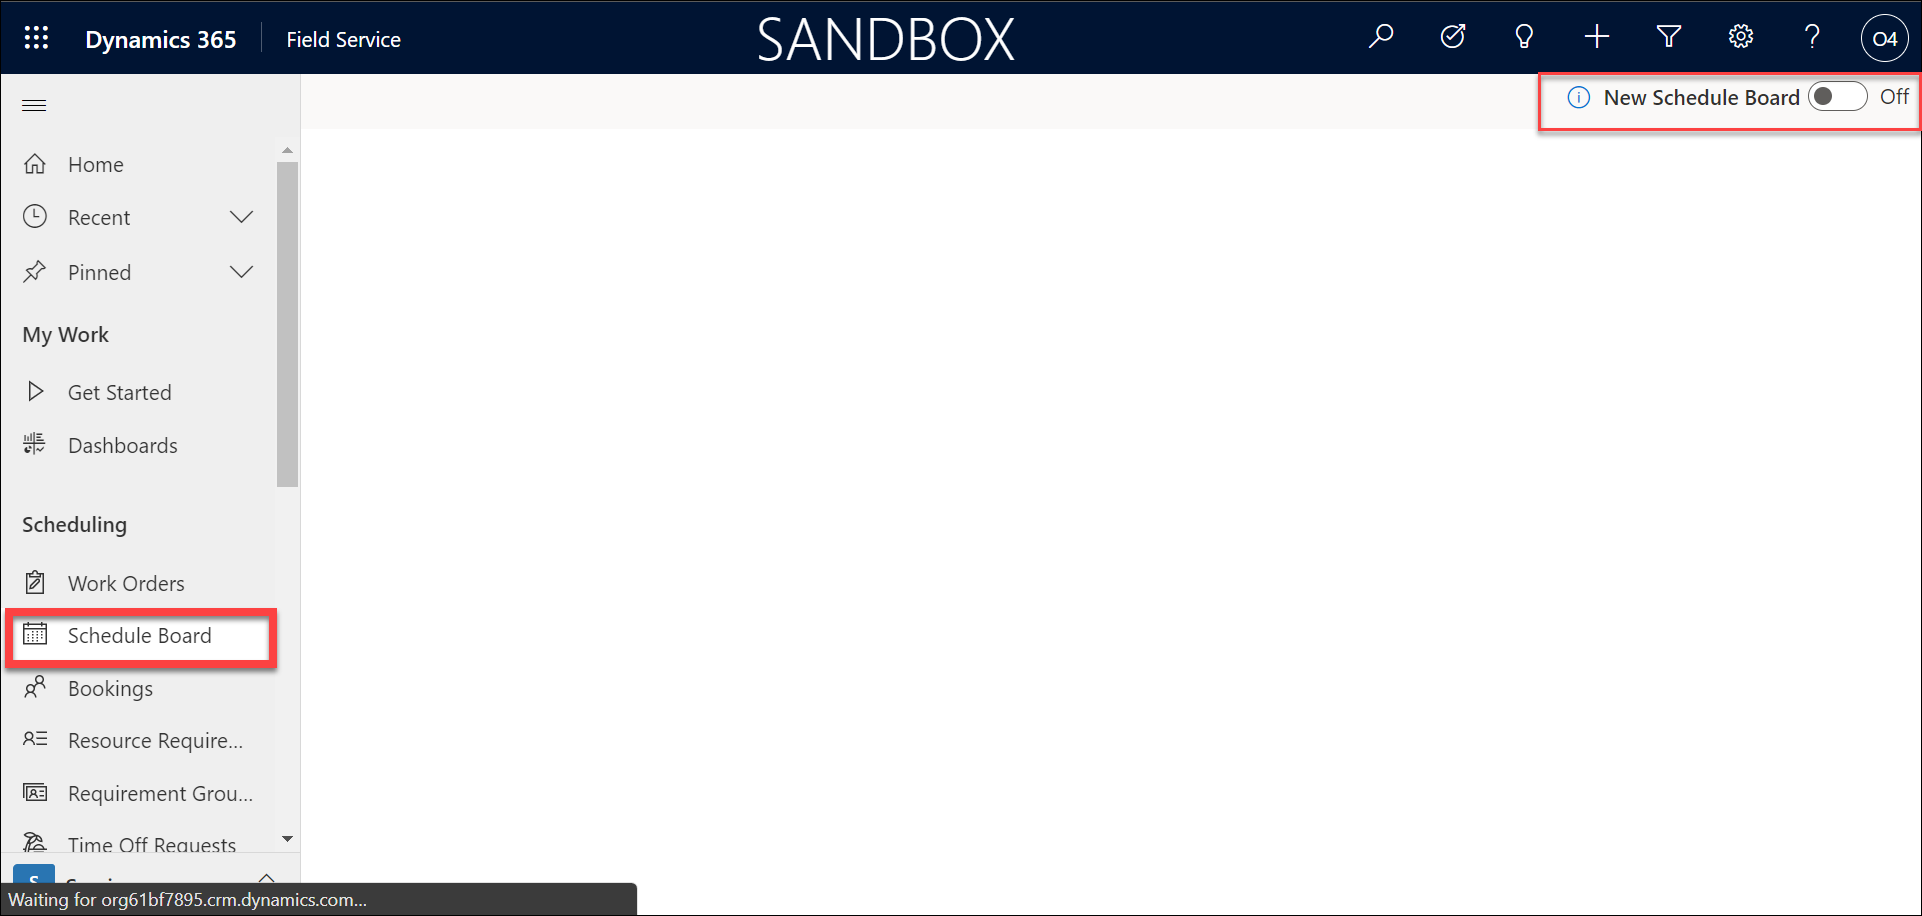 Dynamics 365
Field Service
SANDBOX
O4
New Schedule Board
Off
Home
Recent
Pinned
My Work
Get Started
Dashboards
Scheduling
Work Orders
Schedule Board
Bookings
Resource Require...
Requirement Grou...
Time Off Requests
S
Waiting for org61bf7895.crm.dynamics.com...